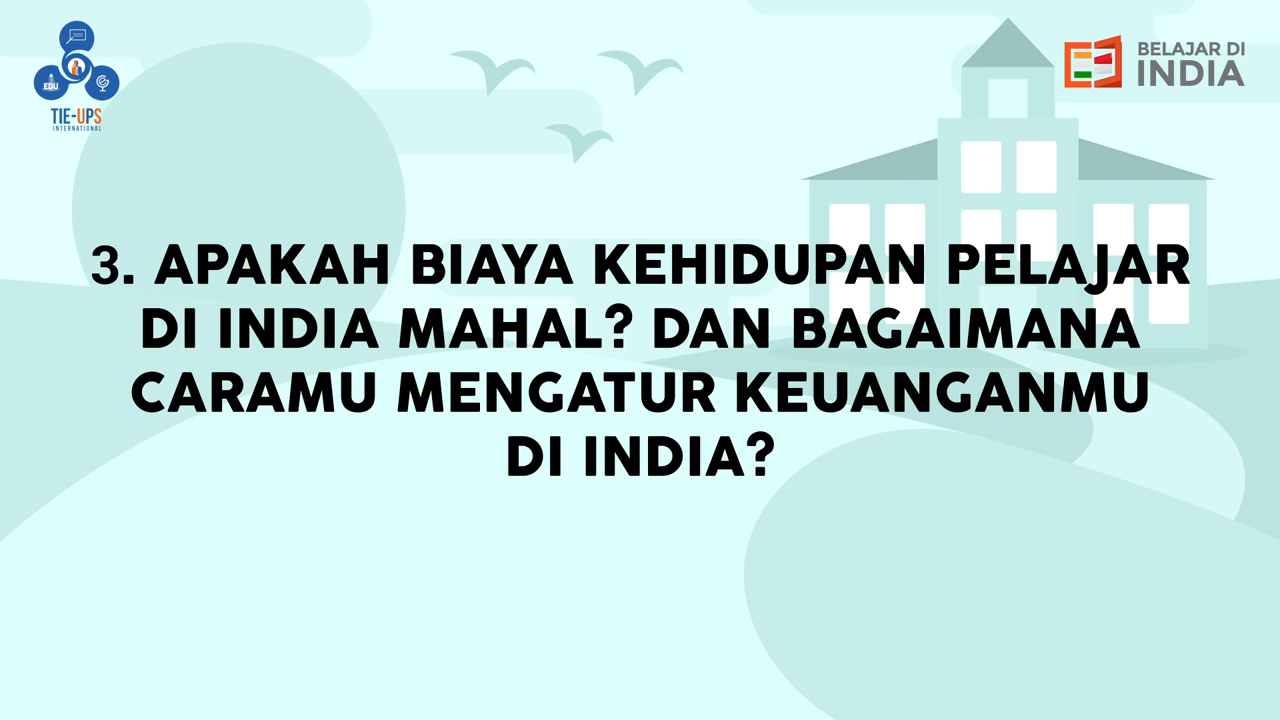 EDU
TIE-UPS
INTERNATIONAL
BELAJAR DI
INDIA
3. APAKAH BIAYA KEHIDUPAN PELAJAR
DI INDIA MAHAL? DAN BAGAIMANA
CARAMU MENGATUR KEUANGANMU
DI INDIA?